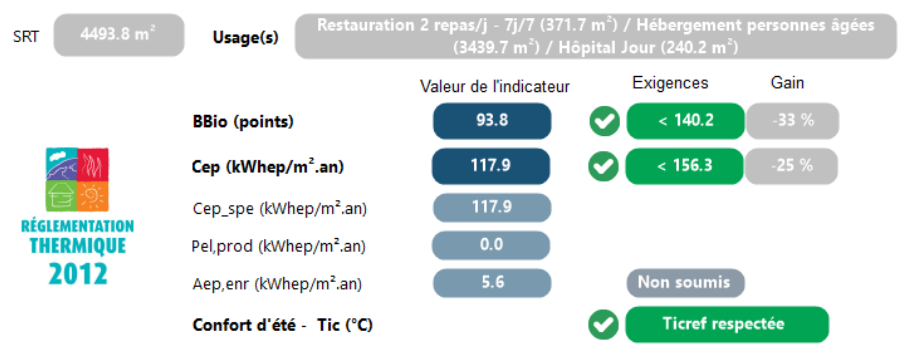 SRT 4493.8 m² Usage(s) Restauration 2 repas/j - 7j/7 (371.7 m²) / Hébergement personnes âgées
(3439.7 m²) / Hôpital Jour (240.2 m²)
Valeur de l'indicateur Exigences Gain
BBio (points) 93.8 < 140.2 -33 %
Cep (kWhep/m².an) 117.9 < 156.3 -25 %
Cep_spe (kWhep/m².an) 117.9
Pel,prod (kWhep/m².an) 0.0
Aep,enr (kWhep/m².an) 5.6 Non soumis
Confort d'été - Tic (°C) Ticref respectée
RÉGLEMENTATION
THERMIQUE
2012